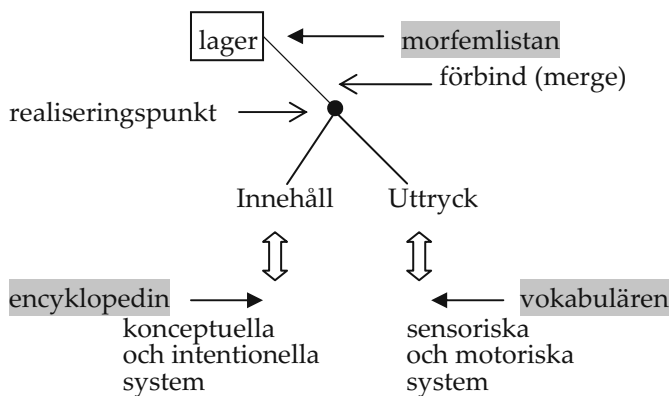 lager
morfemlistan
förbind (merge)
realiseringspunkt
Innehåll
Uttryck
encyklopedin
vokabulären
konceptuella
och intentionella
system
sensoriska
och motoriska
system